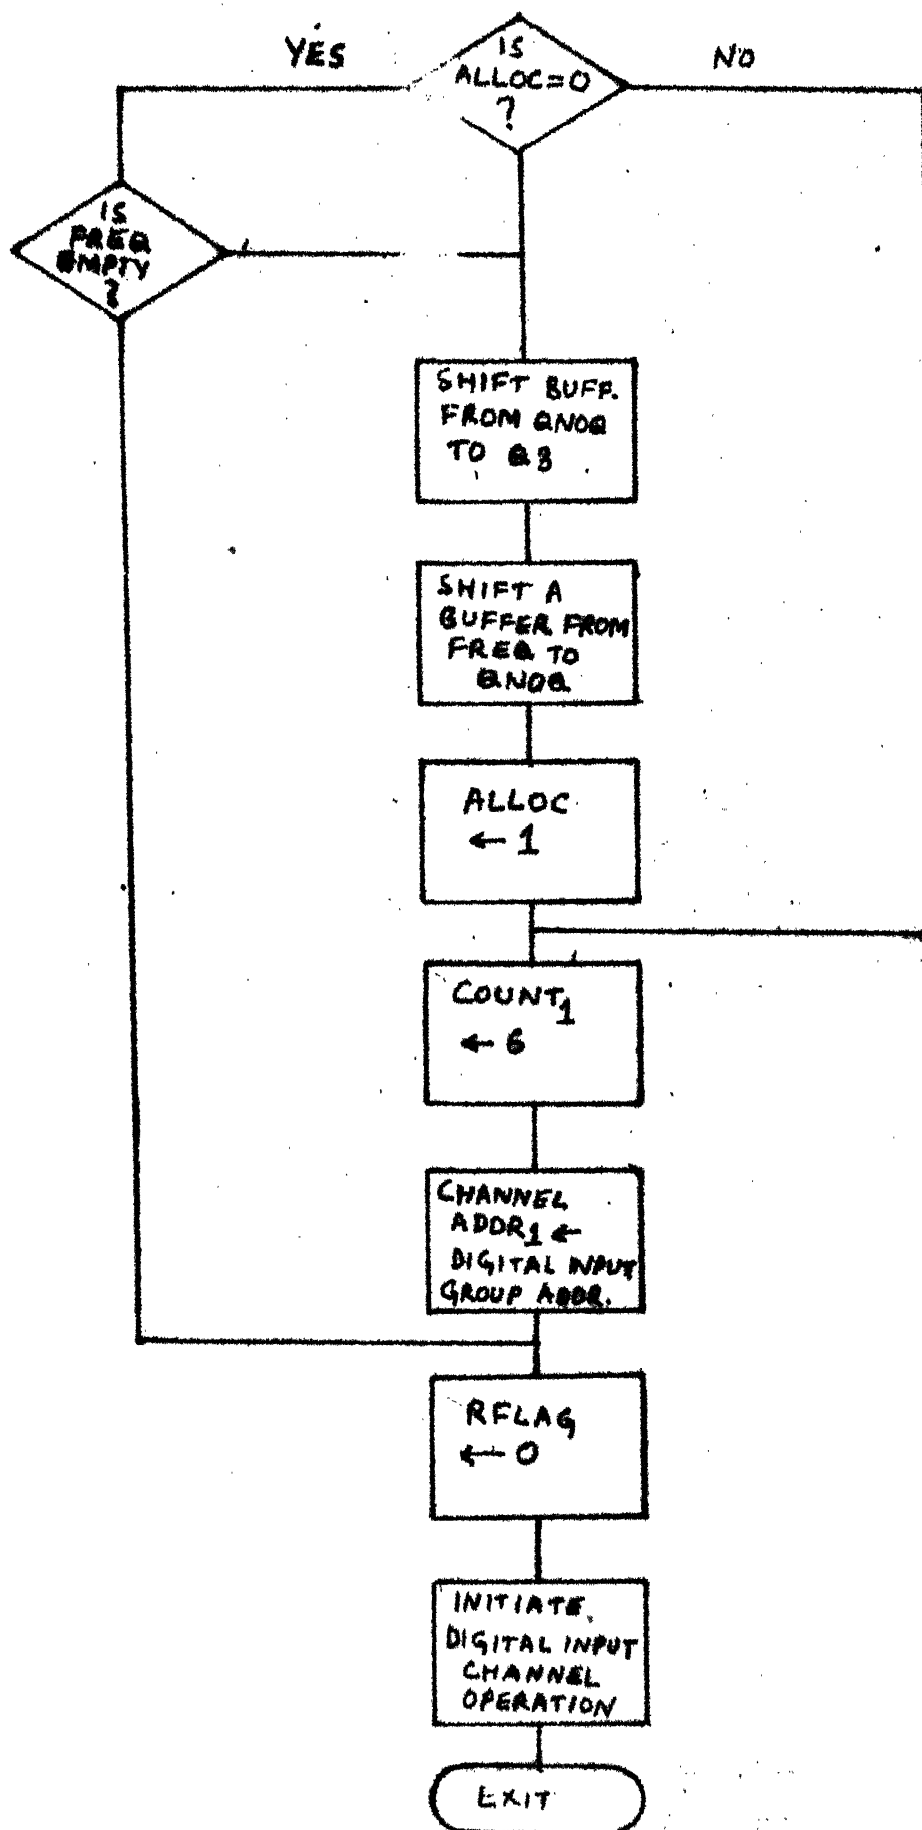 YES
IS
ALLOC=0
?
NO
IS
FREQ
EMPTY
?
SHIFT BUFF.
FROM QNOQ
TO Q3
SHIFT A
BUFFER FROM
FREQ TO
QNOQ
ALLOC
← 1
COUNT1
← 6
CHANNEL
ADDR1 ←
DIGITAL INPUT
GROUP ADDR.
RFLAG
← 0
INITIATE
DIGITAL INPUT
CHANNEL
OPERATION
EXIT